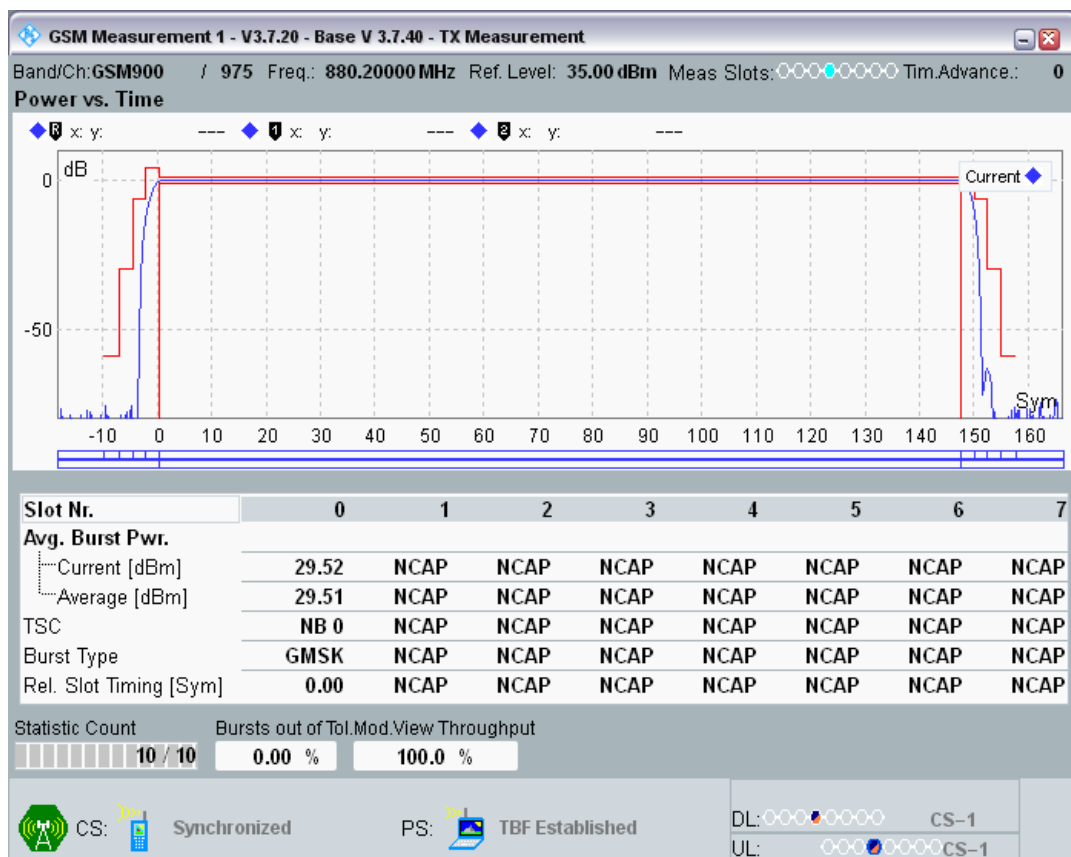 GSM Measurement 1 - V3.7.20 - Base V 3.7.40 - TX Measurement
Band/Ch:GSM900 / 975 Freq.: 880.20000 MHz Ref. Level: 35.00 dBm Meas Slots: Tim.Advance.: 0
Power vs. Time
R x: y: --- 1 x: y: --- 2 x: y: ---
dB
Current
0
-50
Sym
-10 0 10 20 30 40 50 60 70 80 90 100 110 120 130 140 150 160
Slot Nr. 0 1 2 3 4 5 6 7
Avg. Burst Pwr.
Current [dBm] 29.52 NCAP NCAP NCAP NCAP NCAP NCAP NCAP
Average [dBm] 29.51 NCAP NCAP NCAP NCAP NCAP NCAP NCAP
TSC NB 0 NCAP NCAP NCAP NCAP NCAP NCAP NCAP
Burst Type GMSK NCAP NCAP NCAP NCAP NCAP NCAP NCAP
Rel. Slot Timing [Sym] 0.00 NCAP NCAP NCAP NCAP NCAP NCAP NCAP
Statistic Count Bursts out of Tol.Mod.View Throughput
10 / 10 0.00 % 100.0 %
CS: Synchronized PS: TBF Established
DL: CS-1
UL: CS-1